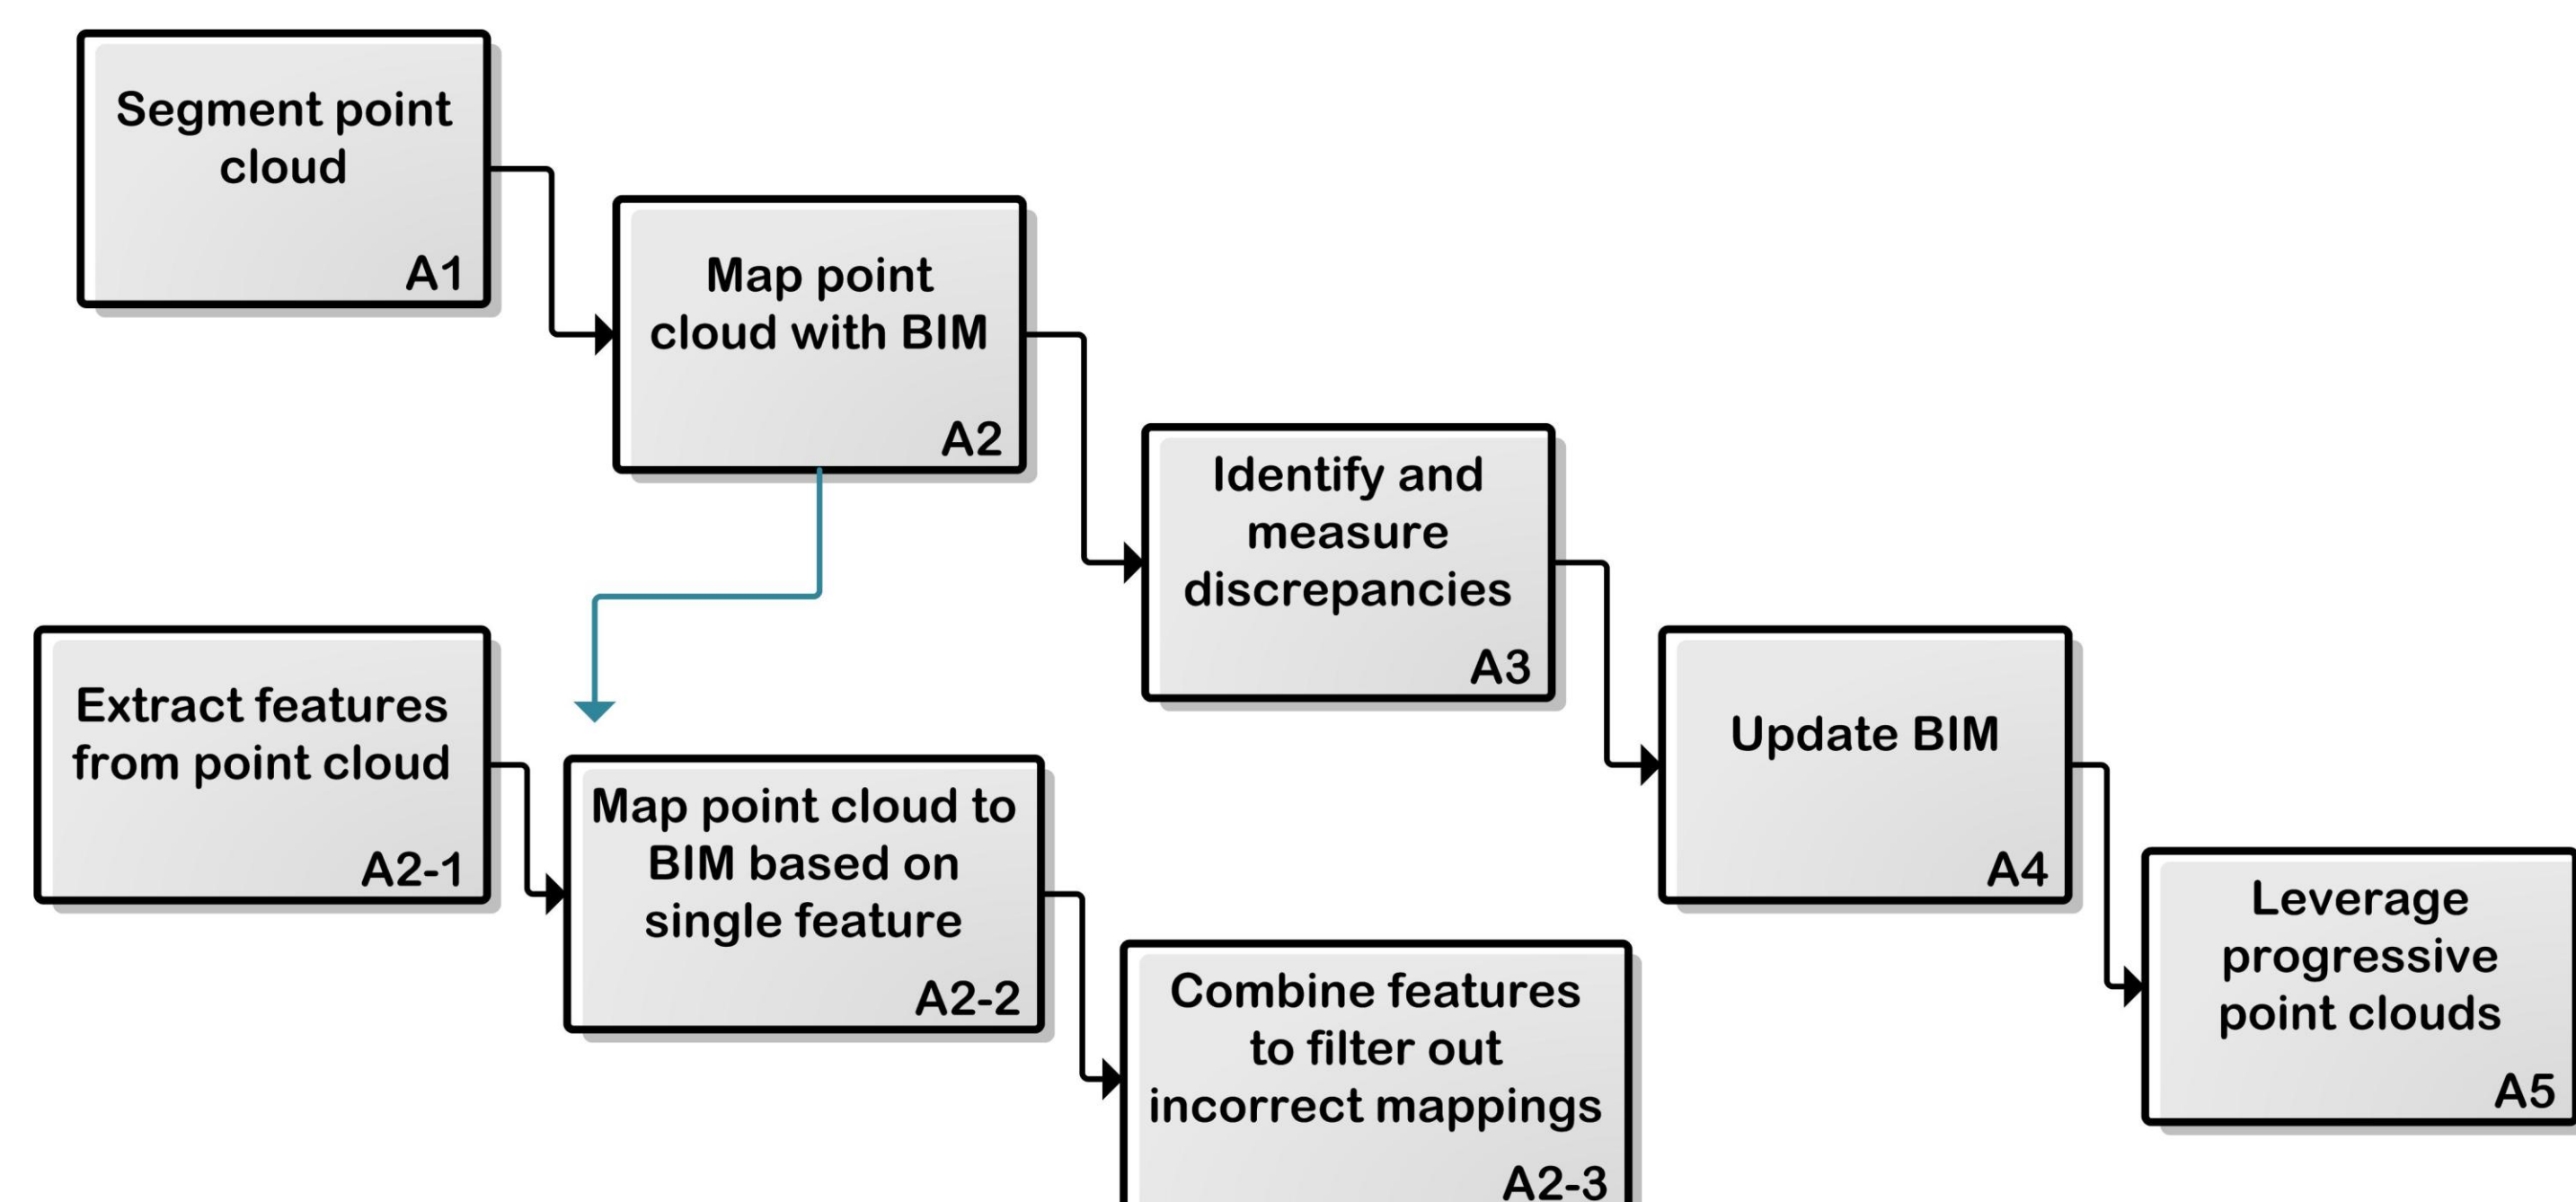 Segment point
cloud
A1
Map point
cloud with BIM
A2
Identify and
measure
discrepancies
A3
Update BIM
A4
Leverage
progressive
point clouds
A5
Extract features
from point cloud
A2-1
Map point cloud to
BIM based on
single feature
A2-2
Combine features
to filter out
incorrect mappings
A2-3